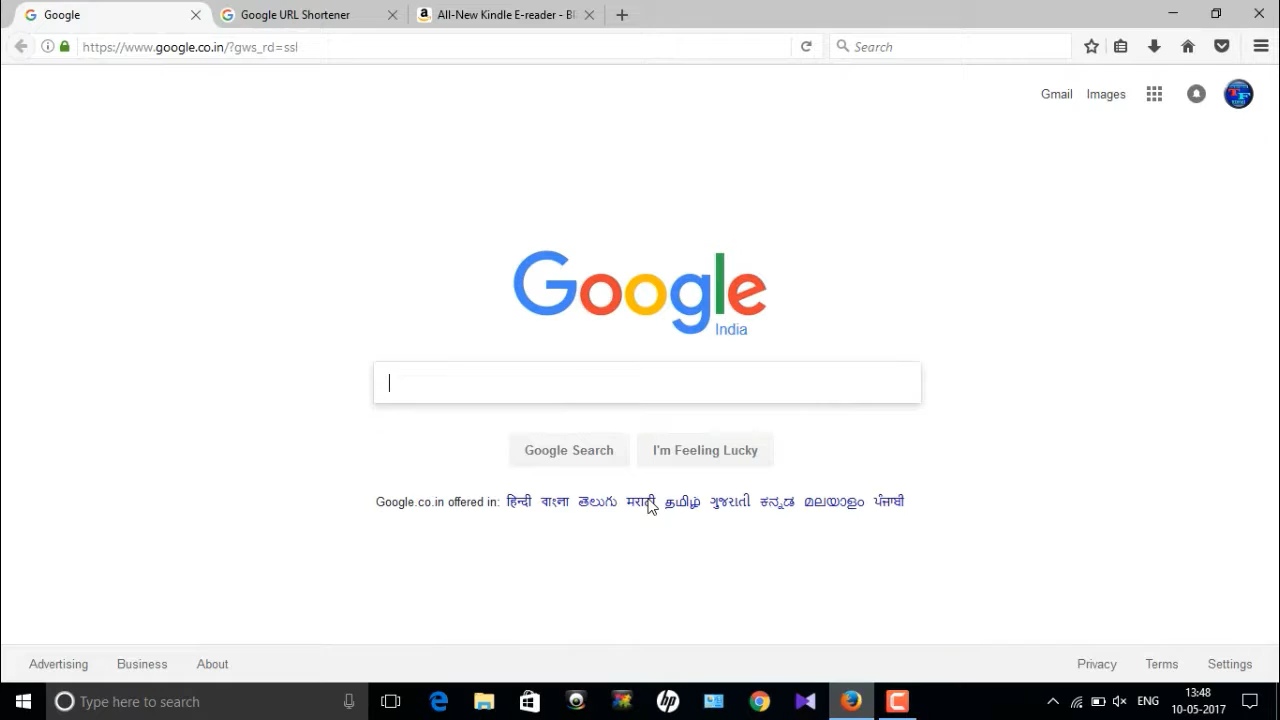 Google
Google URL Shortener
All-New Kindle E-reader - Bl
https://www.google.co.in/?gws_rd=ssl
Search
Gmail Images
Google
India
Google Search I'm Feeling Lucky
Google.co.in offered in: हिन्दी বাংলা తెలుగు मराठी தமிழ் ગુજરાતી ಕನ್ನಡ മലയാളം ਪੰਜਾਬੀ
Advertising Business About Privacy Terms Settings
Type here to search
ENG
13:48
10-05-2017